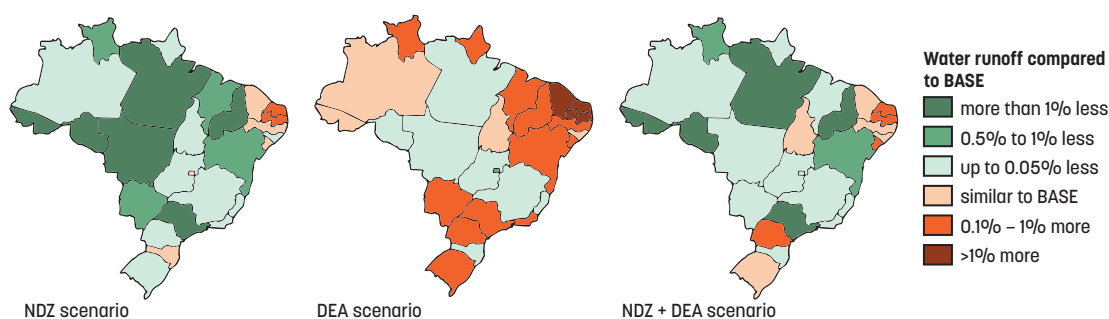 Water runoff compared
to BASE
more than 1% less
0.5% to 1% less
up to 0.05% less
similar to BASE
0.1% – 1% more
>1% more
NDZ scenario
DEA scenario
NDZ + DEA scenario